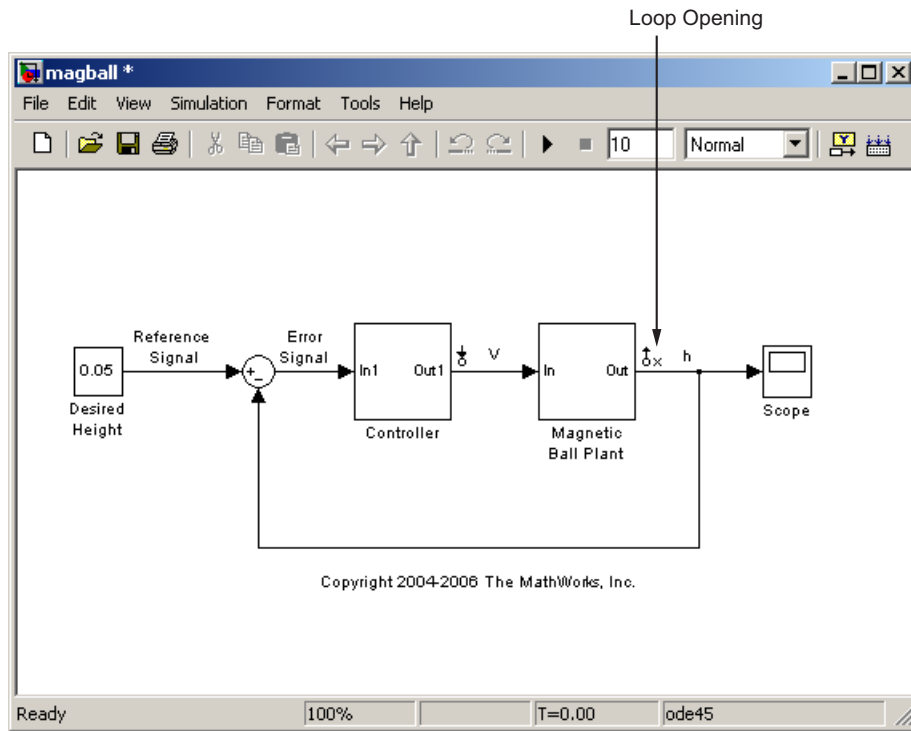 Loop Opening
magball *
File Edit View Simulation Format Tools Help
10 Normal
Reference
Signal
Error
Signal
V
h
0.05
+
−
In1 Out1
In Out
Desired
Height
Controller
Magnetic
Ball Plant
Scope
Copyright 2004-2006 The MathWorks, Inc.
Ready 100% T=0.00 ode45